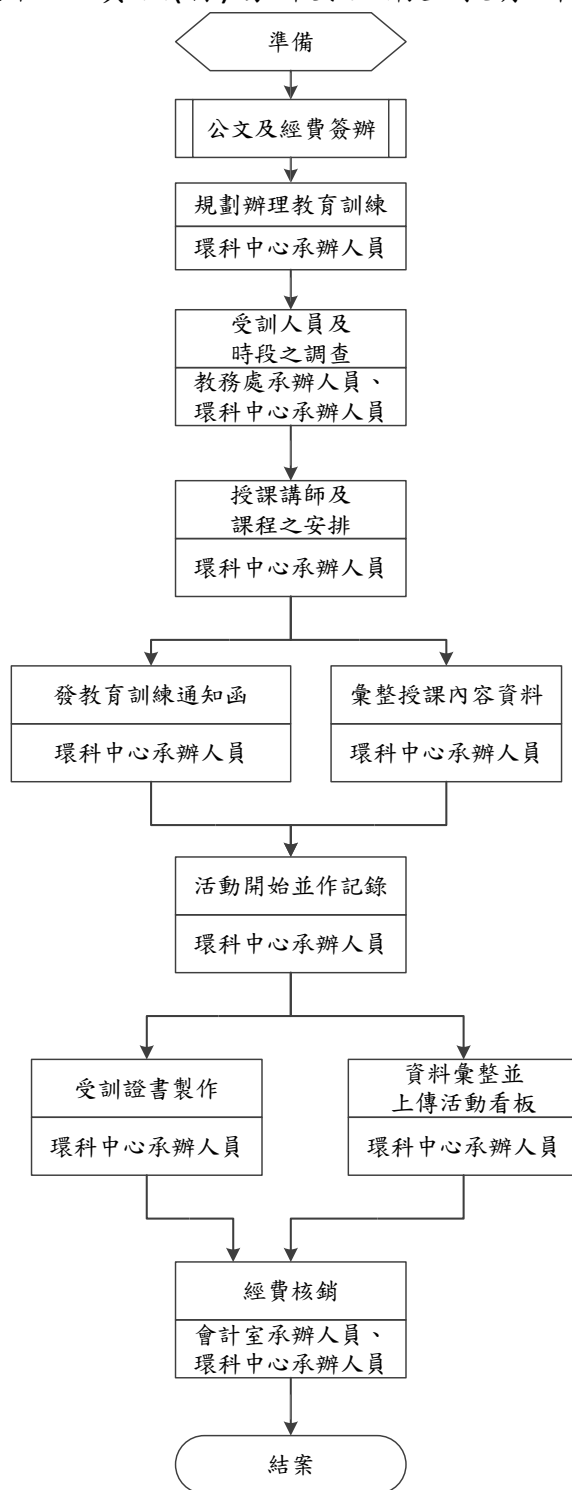 準備
公文及經費簽辦
規劃辦理教育訓練
環科中心承辦人員
受訓人員及
時段之調查
教務處承辦人員、
環科中心承辦人員
授課講師及
課程之安排
環科中心承辦人員
發教育訓練通知函
環科中心承辦人員
彙整授課內容資料
環科中心承辦人員
活動開始並作記錄
環科中心承辦人員
受訓證書製作
環科中心承辦人員
資料彙整並
上傳活動看板
環科中心承辦人員
經費核銷
會計室承辦人員、
環科中心承辦人員
結案